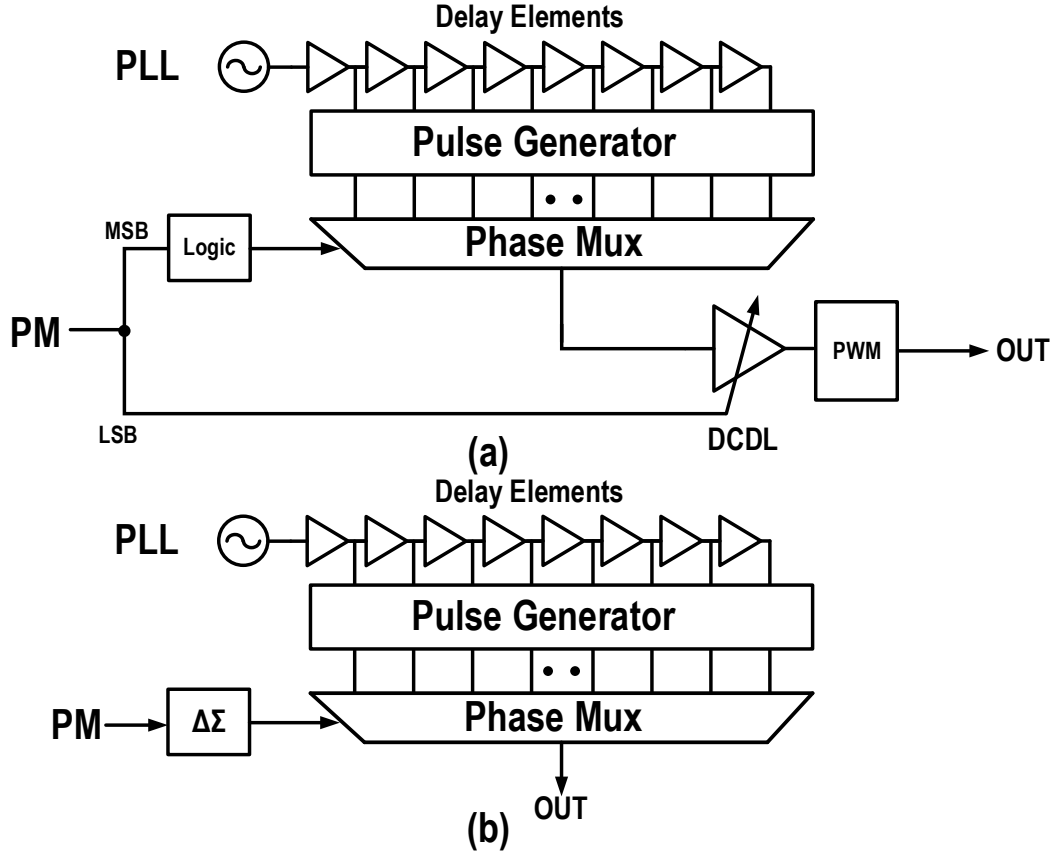 Delay Elements
PLL
Pulse Generator
MSB
Logic
Phase Mux
PM
PWM
OUT
LSB
DCDL
(a)
Delay Elements
PLL
Pulse Generator
PM
ΔΣ
Phase Mux
OUT
(b)